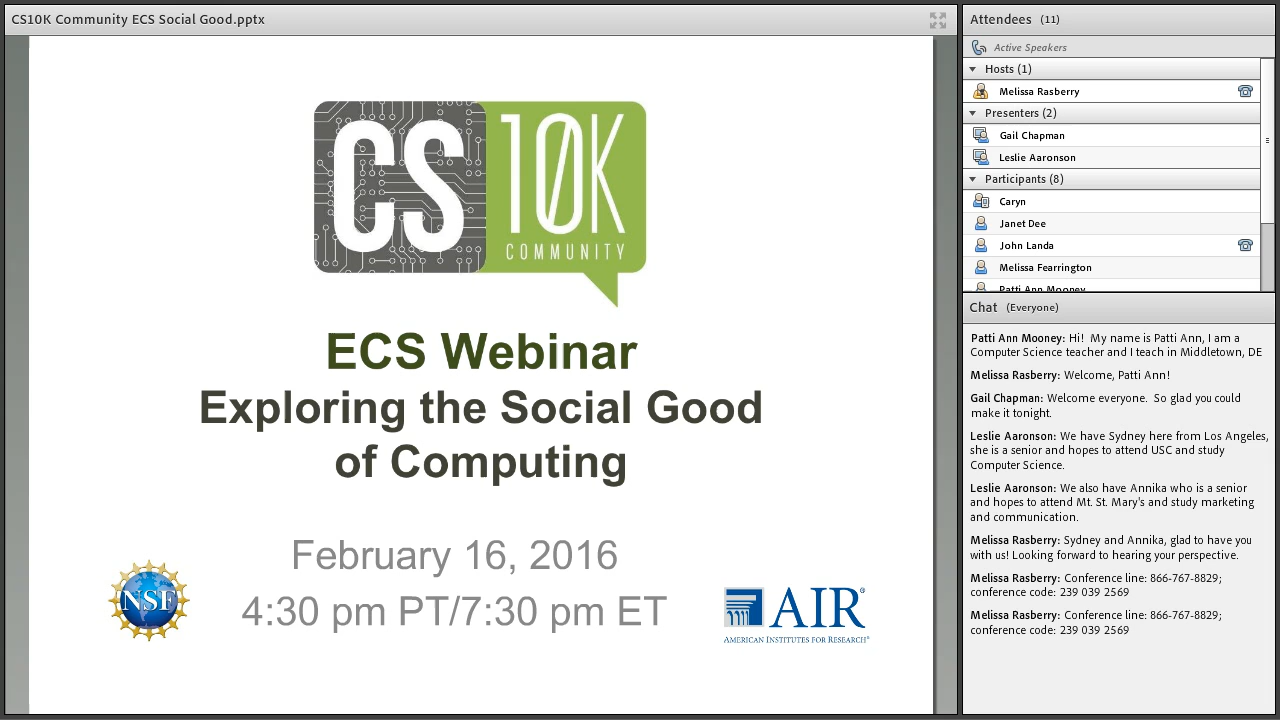 CS10K Community ECS Social Good.pptx
CS 10K
COMMUNITY
ECS Webinar
Exploring the Social Good
of Computing
February 16, 2016
4:30 pm PT/7:30 pm ET
NSF
AIR®
AMERICAN INSTITUTES FOR RESEARCH®
Attendees (11)
Active Speakers
Hosts (1)
Melissa Rasberry
Presenters (2)
Gail Chapman
Leslie Aaronson
Participants (8)
Caryn
Janet Dee
John Landa
Melissa Fearrington
Patti Ann Mooney
Chat (Everyone)
Patti Ann Mooney: Hi! My name is Patti Ann, I am a
Computer Science teacher and I teach in Middletown, DE
Melissa Rasberry: Welcome, Patti Ann!
Gail Chapman: Welcome everyone. So glad you could
make it tonight.
Leslie Aaronson: We have Sydney here from Los Angeles,
she is a senior and hopes to attend USC and study
Computer Science.
Leslie Aaronson: We also have Annika who is a senior
and hopes to attend Mt. St. Mary's and study marketing
and communication.
Melissa Rasberry: Sydney and Annika, glad to have you
with us! Looking forward to hearing your perspective.
Melissa Rasberry: Conference line: 866-767-8829;
conference code: 239 039 2569
Melissa Rasberry: Conference line: 866-767-8829;
conference code: 239 039 2569